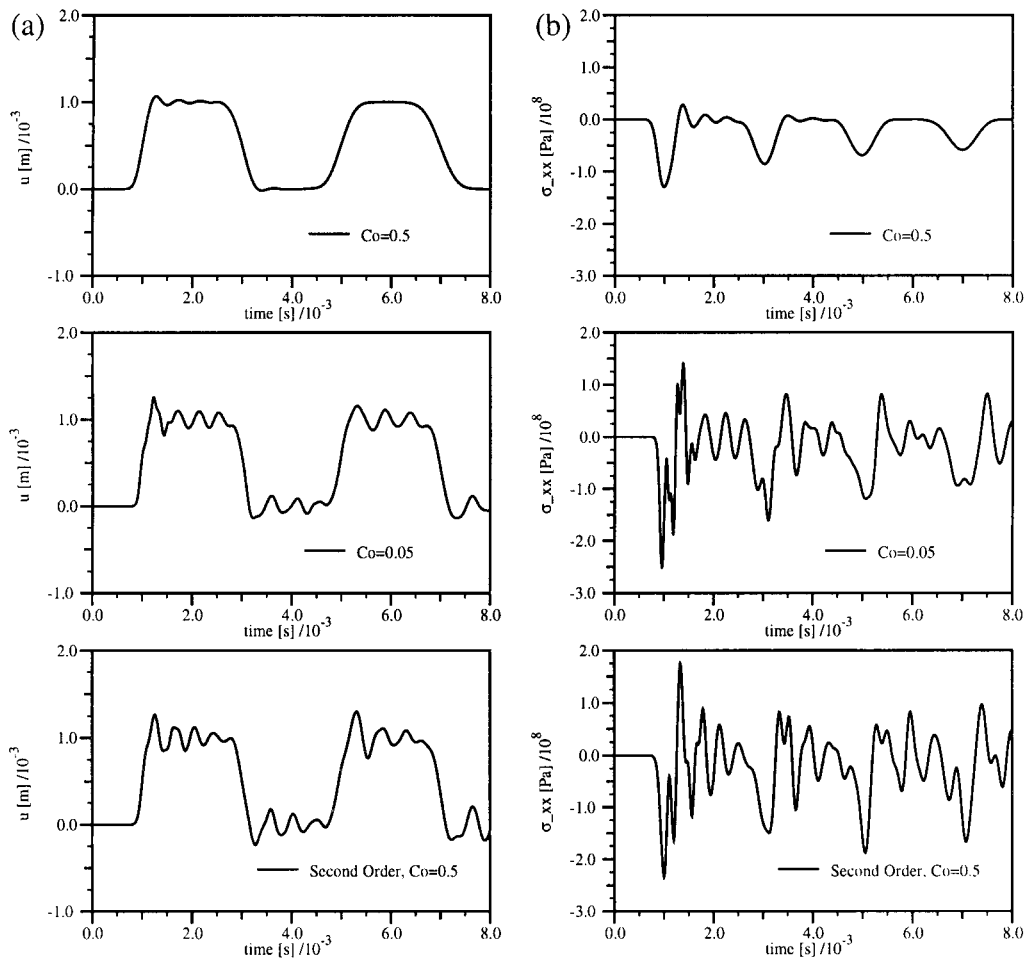 (a)
2.0
1.0
0.0
-1.0
u [m] /10^-3
Co=0.5
0.0 2.0 4.0 6.0 8.0
time [s] /10^-3
(b)
2.0
1.0
0.0
-1.0
-2.0
-3.0
σ_xx [Pa] /10^8
Co=0.5
0.0 2.0 4.0 6.0 8.0
time [s] /10^-3
2.0
1.0
0.0
-1.0
u [m] /10^-3
Co=0.05
0.0 2.0 4.0 6.0 8.0
time [s] /10^-3
2.0
1.0
0.0
-1.0
-2.0
-3.0
σ_xx [Pa] /10^8
Co=0.05
0.0 2.0 4.0 6.0 8.0
time [s] /10^-3
2.0
1.0
0.0
-1.0
u [m] /10^-3
Second Order, Co=0.5
0.0 2.0 4.0 6.0 8.0
time [s] /10^-3
2.0
1.0
0.0
-1.0
-2.0
-3.0
σ_xx [Pa] /10^8
Second Order, Co=0.5
0.0 2.0 4.0 6.0 8.0
time [s] /10^-3